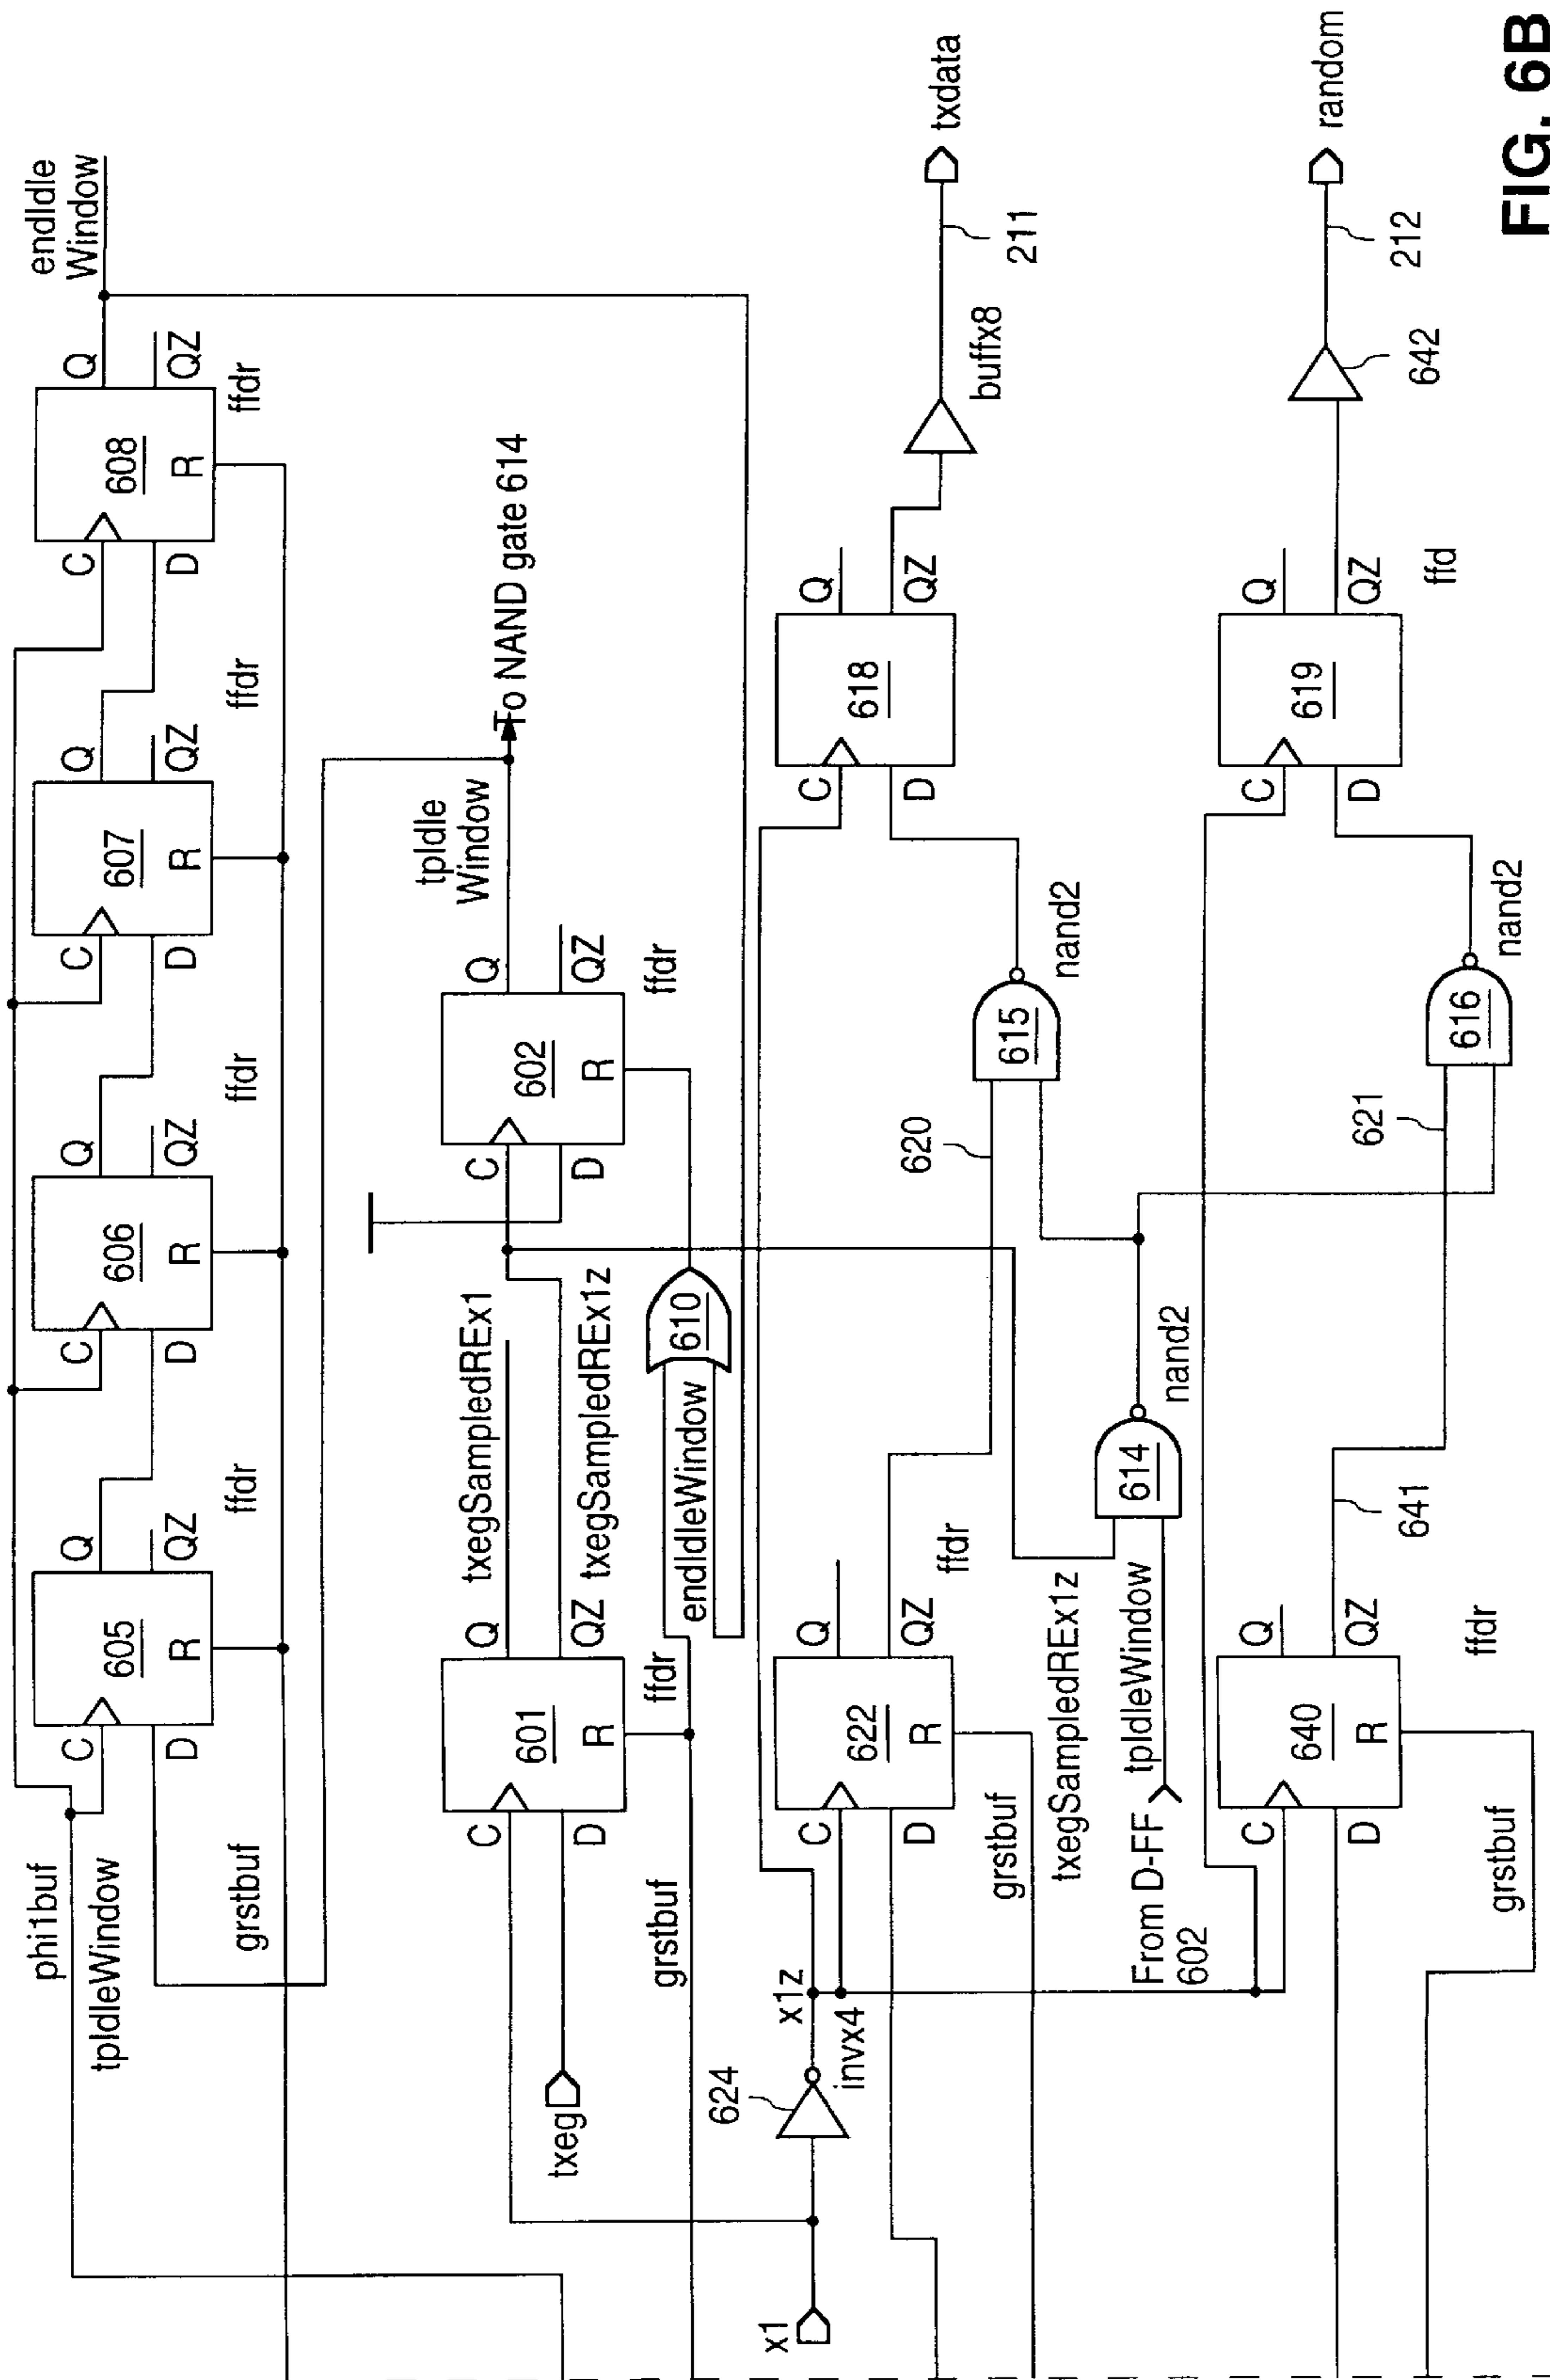 endIdle
Window
Q
QZ
ffdr
608
R
C
D
Q
QZ
ffdr
607
R
C
D
Q
QZ
ffdr
606
R
C
D
Q
QZ
ffdr
605
R
C
D
phi1buf
tpIdleWindow
grstbuf
To NAND gate 614
tpIdle
Window
Q
QZ
ffdr
602
R
C
D
txegSampledREx1
txegSampledREx1z
610
endIdleWindow
Q
QZ
ffdr
601
R
C
D
grstbuf
txeg
txdata
211
buffx8
Q
QZ
618
C
D
nand2
615
620
nand2
614
Q
QZ
ffdr
622
R
C
D
grstbuf
txegSampledREx1z
tpIdleWindow
From D-FF
602
x1z
invx4
624
x1
random
212
642
Q
QZ
ffd
619
C
D
nand2
616
621
641
Q
QZ
ffdr
640
R
C
D
grstbuf
FIG. 6B